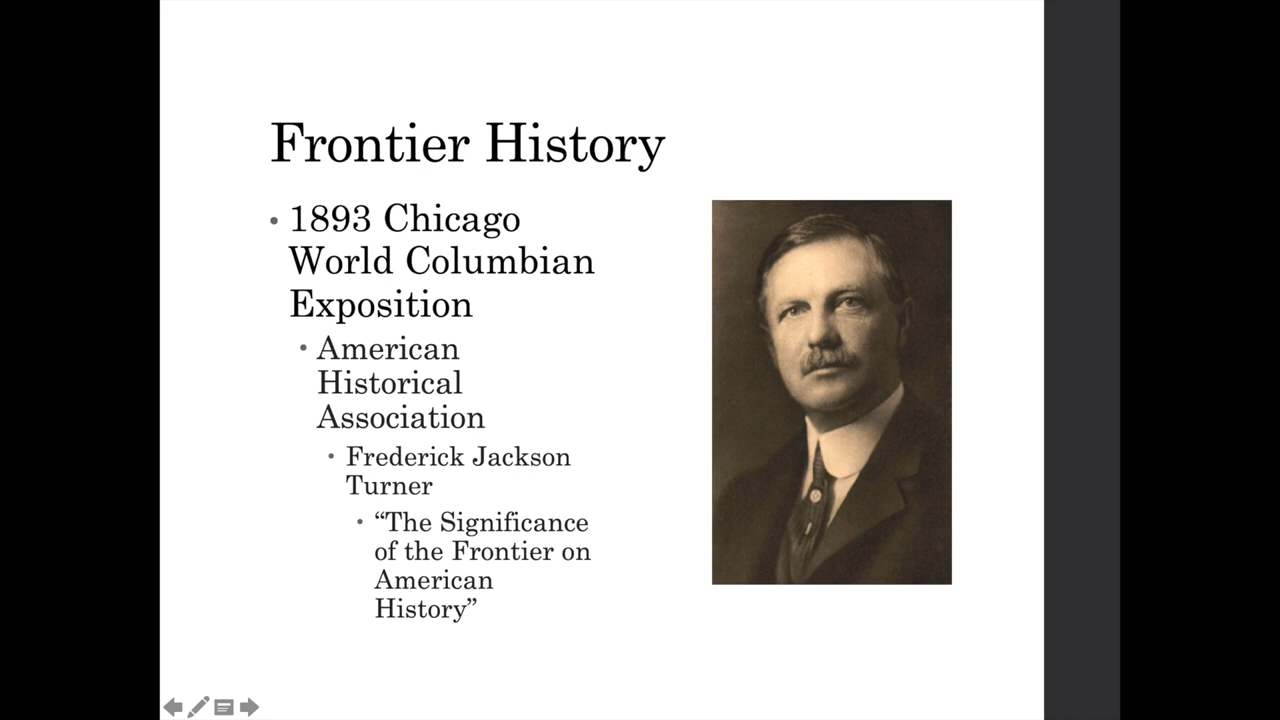 Frontier History
• 1893 Chicago
World Columbian
Exposition
• American
Historical
Association
• Frederick Jackson
Turner
• “The Significance
of the Frontier on
American
History”